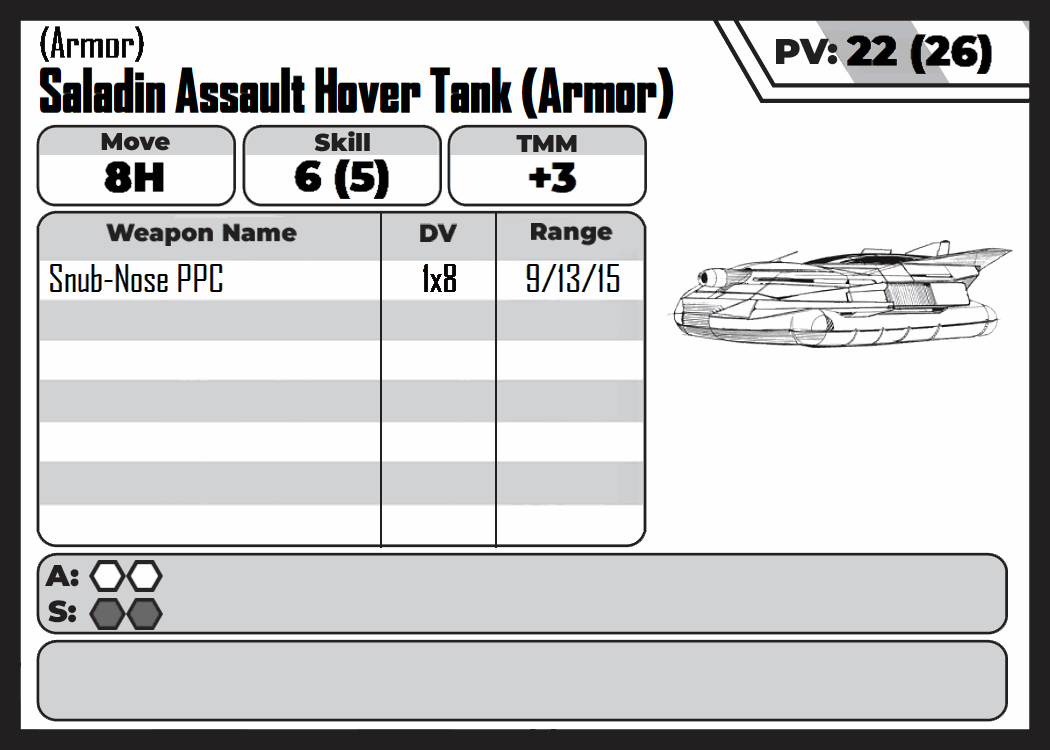 (Armor)
PV: 22 (26)
Saladin Assault Hover Tank (Armor)
Move Skill TMM
8H 6 (5) +3
Weapon Name DV Range
Snub-Nose PPC 1x8 9/13/15
A:
S: